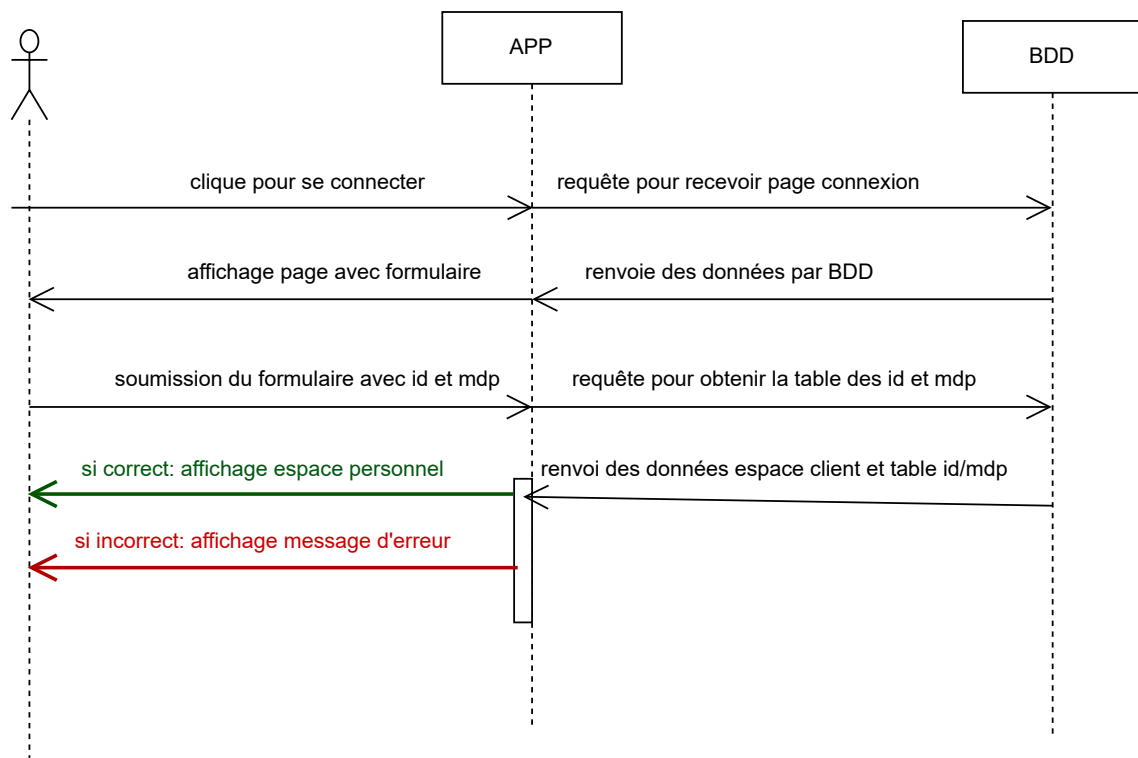 APP
BDD
clique pour se connecter
requête pour recevoir page connexion
affichage page avec formulaire
renvoie des données par BDD
soumission du formulaire avec id et mdp
requête pour obtenir la table des id et mdp
si correct: affichage espace personnel
renvoi des données espace client et table id/mdp
si incorrect: affichage message d'erreur